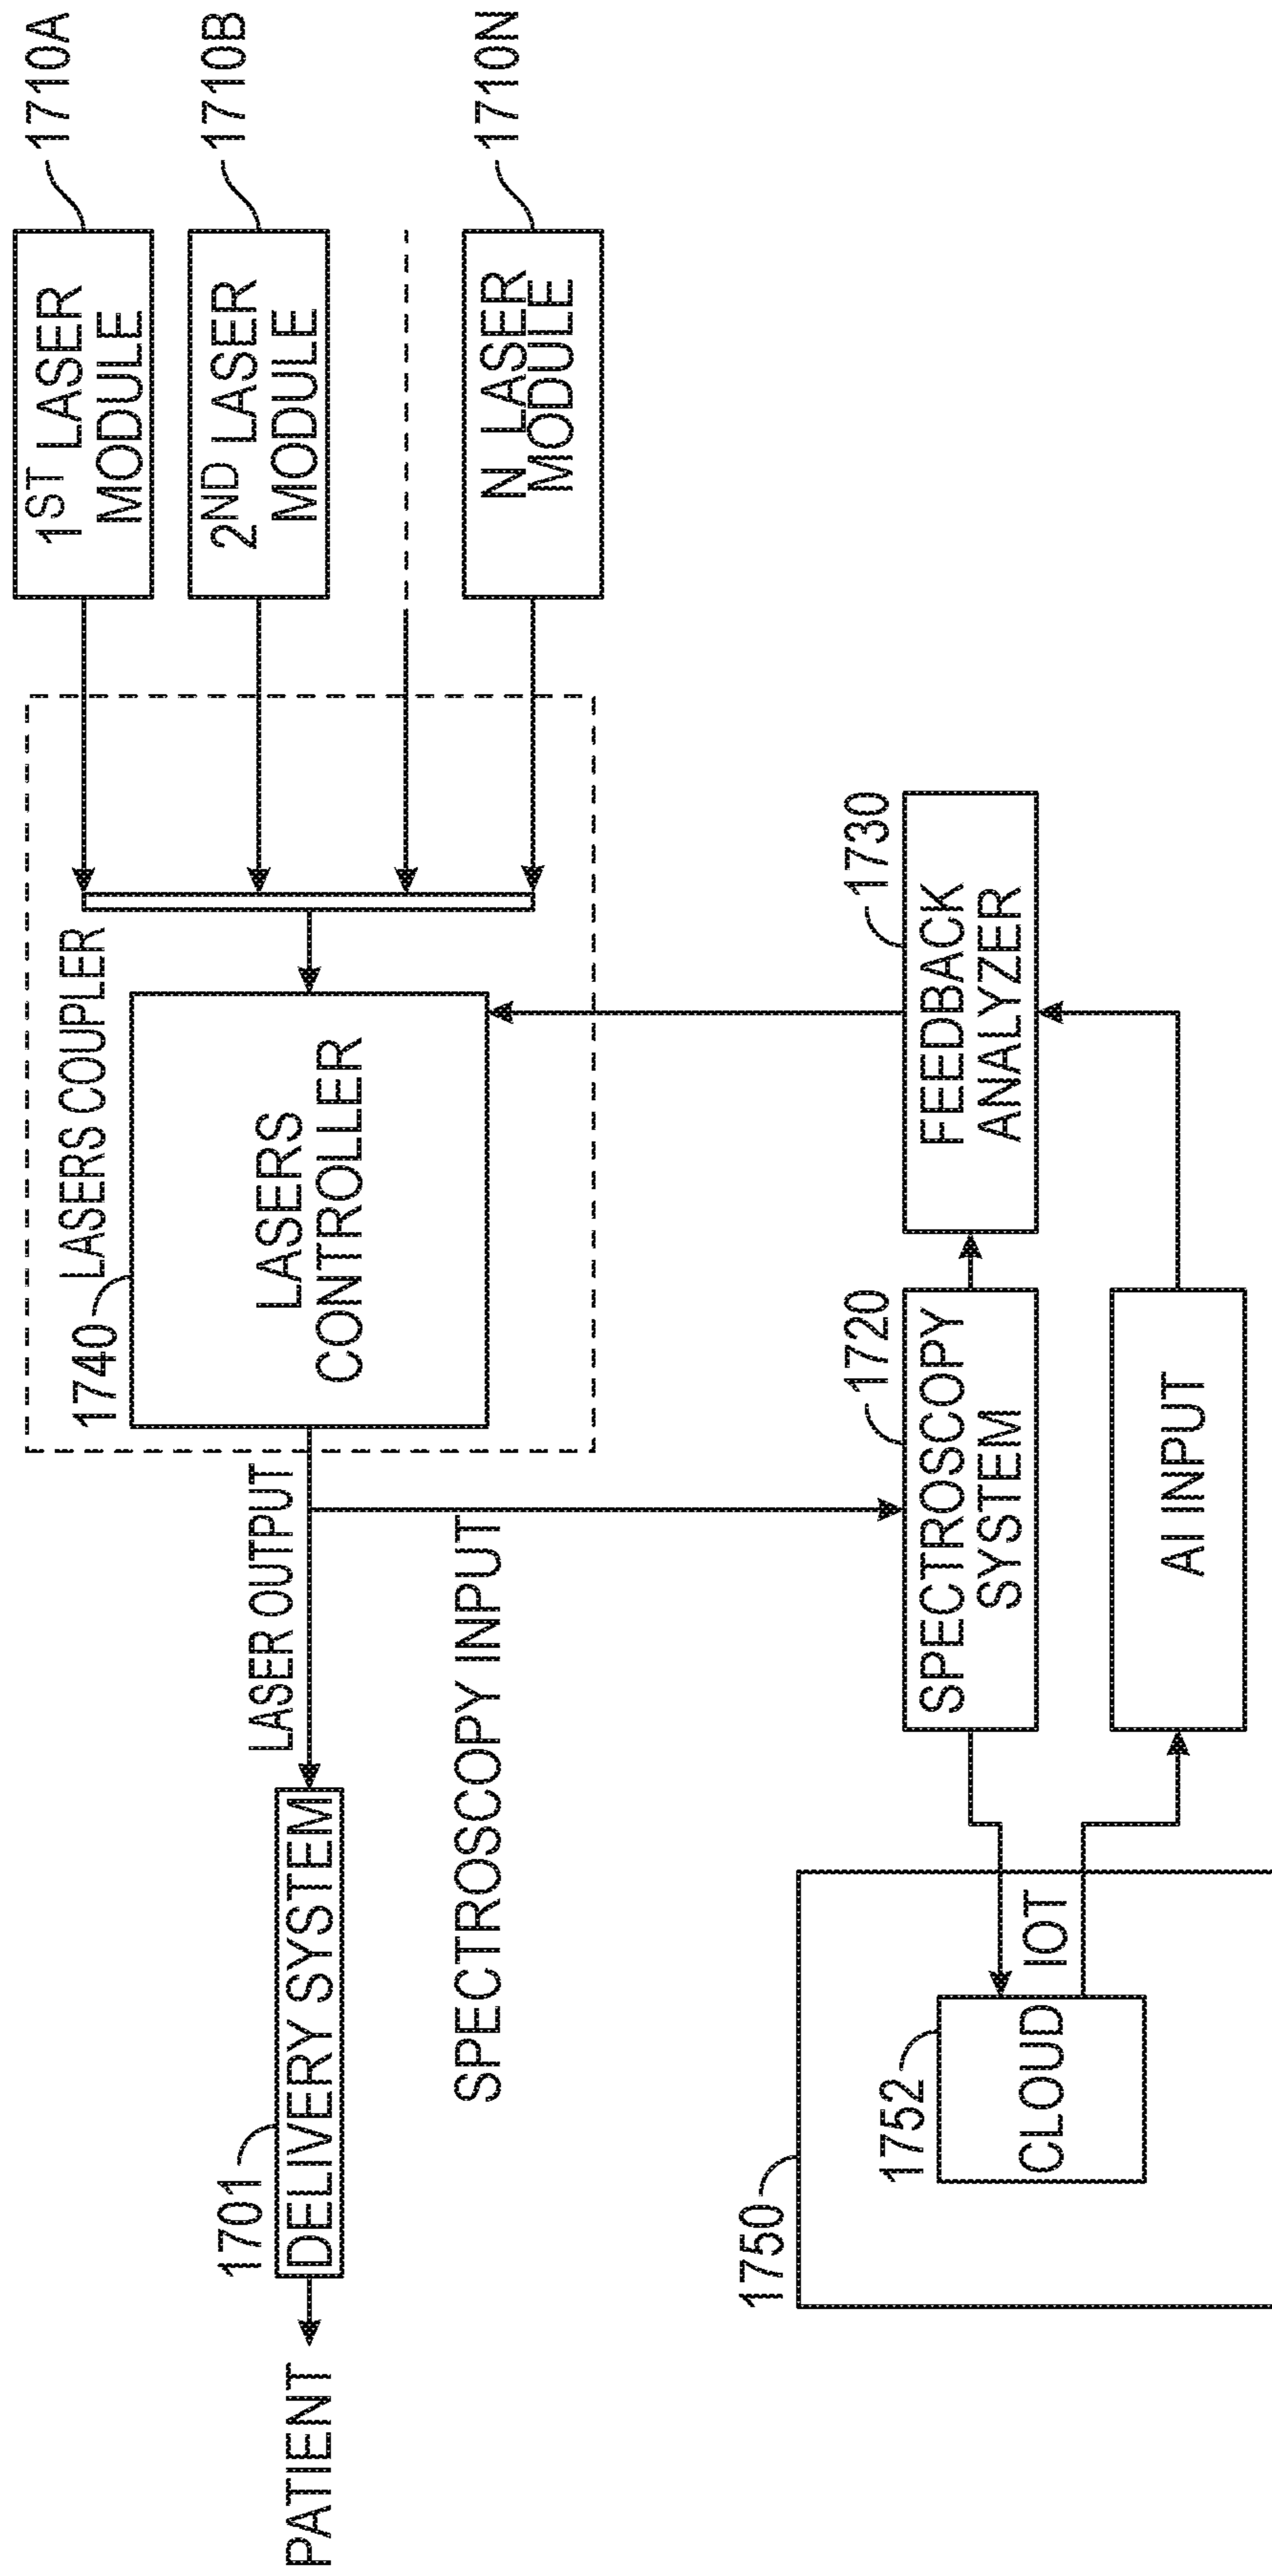 1710A
1ST LASER
MODULE
1710B
2ND LASER
MODULE
1710N
N LASER
MODULE
LASERS COUPLER
1740
LASERS
CONTROLLER
LASER OUTPUT
SPECTROSCOPY INPUT
1701
DELIVERY SYSTEM
PATIENT
1730
FEEDBACK
ANALYZER
1720
SPECTROSCOPY
SYSTEM
AI INPUT
1750
1752
CLOUD
IOT